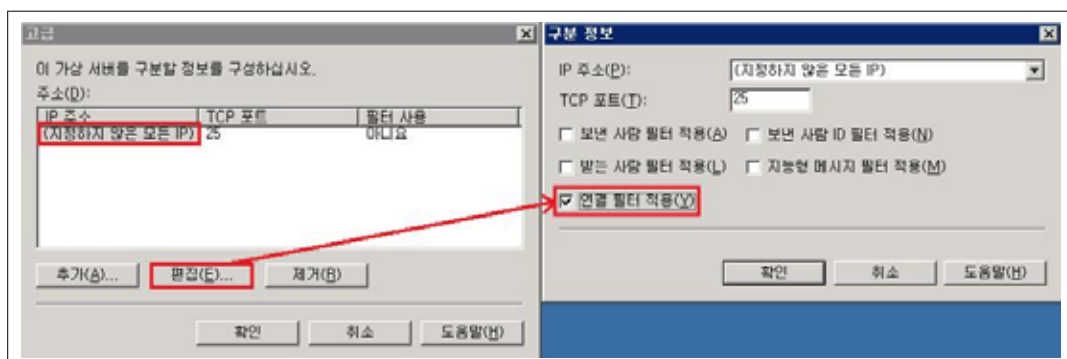 고급
이 가상 서버를 구분할 정보를 구성하십시오.
주소(D):
IP 주소 TCP 포트 필터 사용
(지정하지 않은 모든 IP) 25 아니요
추가(A)... 편집(E)... 제거(R)
확인 취소 도움말(H)
구분 정보
IP 주소(P): (지정하지 않은 모든 IP)
TCP 포트(T): 25
보낸 사람 필터 적용(A) 보낸 사람 ID 필터 적용(N)
받는 사람 필터 적용(L) 지능형 메시지 필터 적용(M)
연결 필터 적용(Y)
확인 취소 도움말(H)